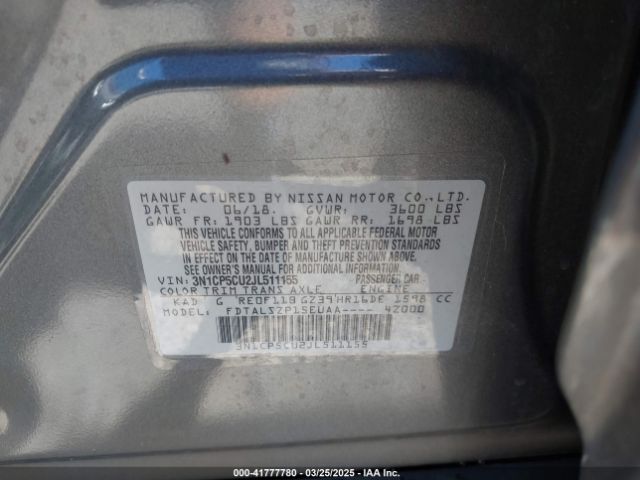 MANUFACTURED BY NISSAN MOTOR CO.,LTD.
DATE: 06/18. GVWR: 3600 LBS
GAWR FR: 1903 LBS GAWR RR: 1698 LBS
THIS VEHICLE CONFORMS TO ALL APPLICABLE FEDERAL MOTOR
VEHICLE SAFETY, BUMPER AND THEFT PREVENTION STANDARDS
IN EFFECT ON THE DATE OF MANUFACTURE SHOWN ABOVE.
SEE OWNERS MANUAL FOR ADDITIONAL INFORMATION.
VIN: 3N1CP5CU2JL511155 PASSENGER CAR
COLOR TRIM TRANS AXLE ENGINE
KAD G RE0F11B GZ39 HR16DE 1598 CC
MODEL: FDTALSZP15EUAA---- 42000
3N1CP5CU2JL511155
000-41777780 | 03/25/2025 - IAA Inc.